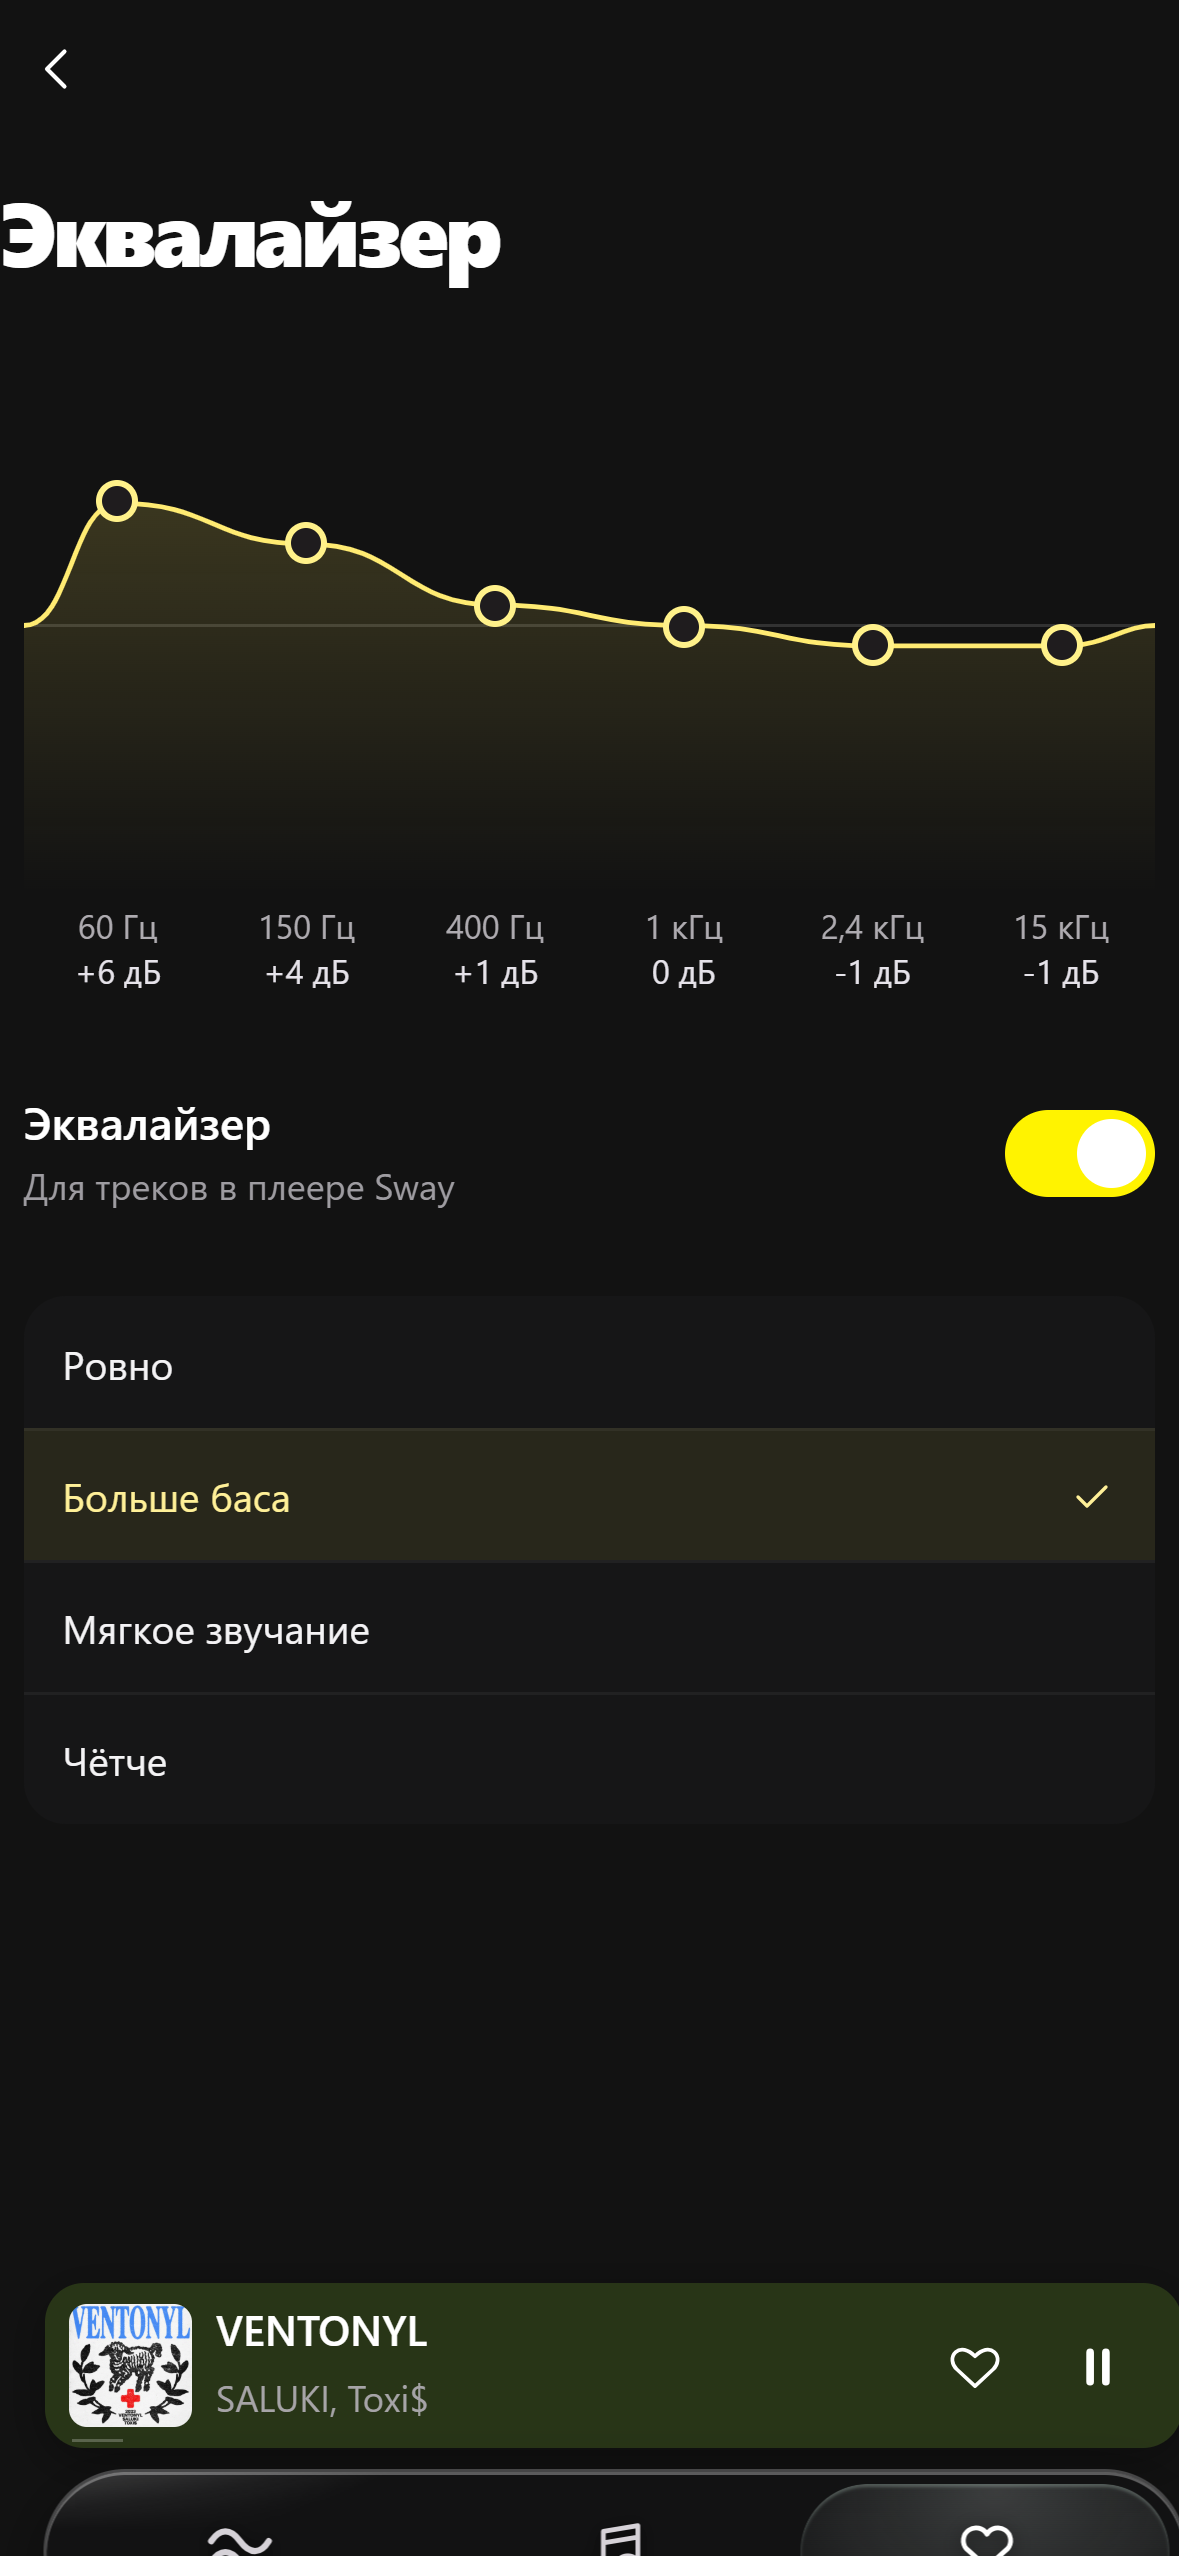 Эквалайзер
60 Гц 150 Гц 400 Гц 1 кГц 2,4 кГц 15 кГц
+6 дБ +4 дБ +1 дБ 0 дБ -1 дБ -1 дБ
Эквалайзер
Для треков в плеере Sway
Ровно
Больше баса
Мягкое звучание
Чётче
VENTONYL
VENTONYL
SALUKI, Toxi$